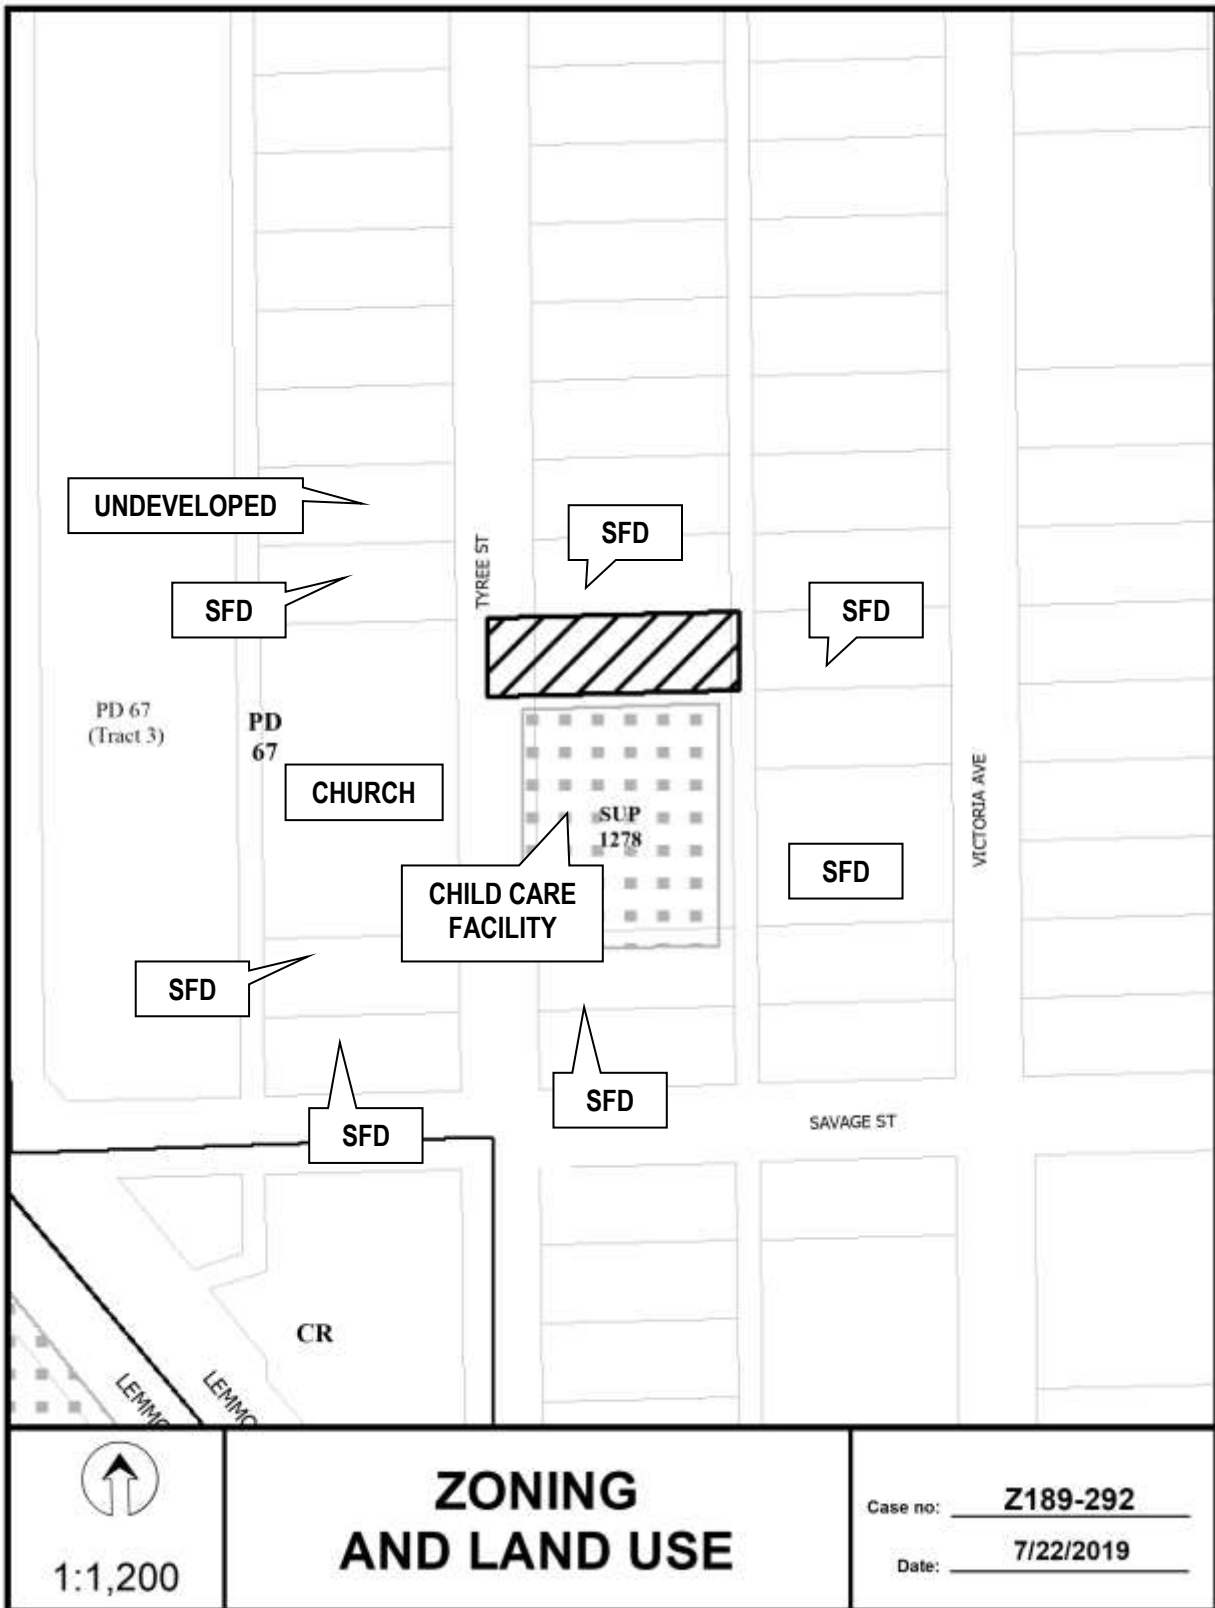 UNDEVELOPED
SFD
TYREE ST
SFD
SFD
PD 67
(Tract 3)
PD
67
CHURCH
SUP
1278
VICTORIA AVE
CHILD CARE
FACILITY
SFD
SFD
SFD
SFD
SAVAGE ST
CR
1:1,200
ZONING
AND LAND USE
Case no: Z189-292
Date: 7/22/2019